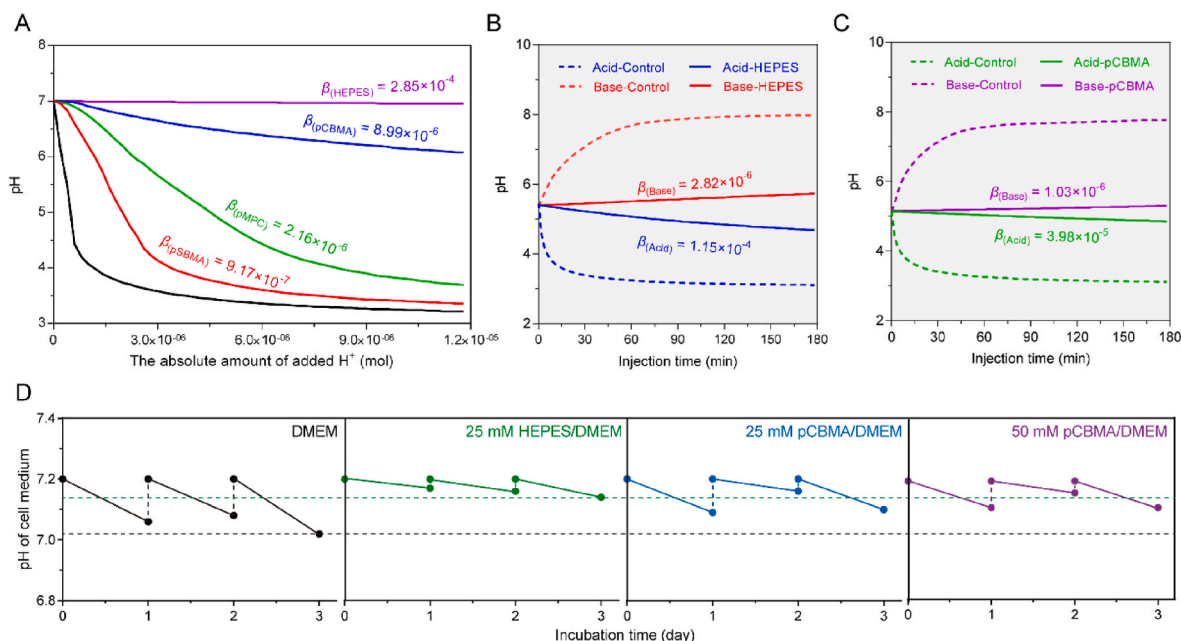 A
pH
8
7
6
5
4
3
0
3.0×10⁻⁰⁶
6.0×10⁻⁰⁶
9.0×10⁻⁰⁶
1.2×10⁻⁰⁵
The absolute amount of added H⁺ (mol)
β(HEPES) = 2.85×10⁻⁴
β(pCBMA) = 8.99×10⁻⁶
β(pMPC) = 2.16×10⁻⁶
β(pSBMA) = 9.17×10⁻⁷
B
pH
10
8
6
4
2
0
30
60
90
120
150
180
Injection time (min)
Acid-Control
Acid-HEPES
Base-Control
Base-HEPES
β(Base) = 2.82×10⁻⁶
β(Acid) = 1.15×10⁻⁴
C
pH
10
8
6
4
2
0
30
60
90
120
150
180
Injection time (min)
Acid-Control
Acid-pCBMA
Base-Control
Base-pCBMA
β(Base) = 1.03×10⁻⁶
β(Acid) = 3.98×10⁻⁵
D
pH of cell medium
7.4
7.2
7.0
6.8
DMEM
25 mM HEPES/DMEM
25 mM pCBMA/DMEM
50 mM pCBMA/DMEM
0 1 2 3
0 1 2 3
0 1 2 3
0 1 2 3
Incubation time (day)